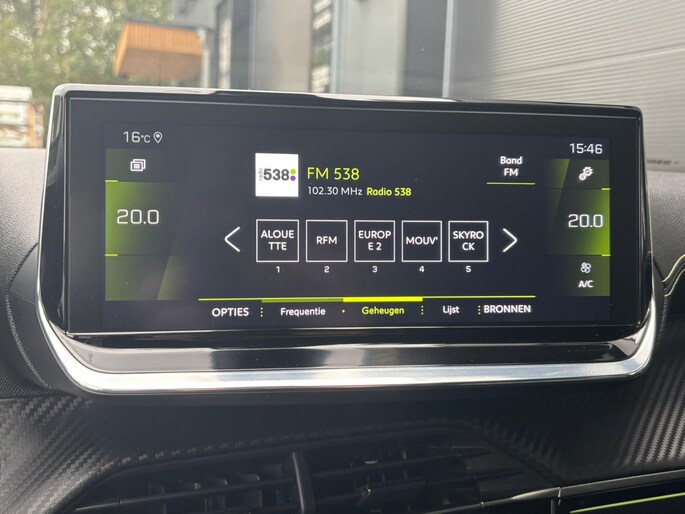 16°C
15:46
radio
538
FM 538
102.30 MHz Radio 538
Band
FM
20.0
20.0
ALOUE
TTE
RFM
EUROP
E 2
MOUV'
SKYRO
CK
1 2 3 4 5
A/C
OPTIES Frequentie Geheugen Lijst BRONNEN